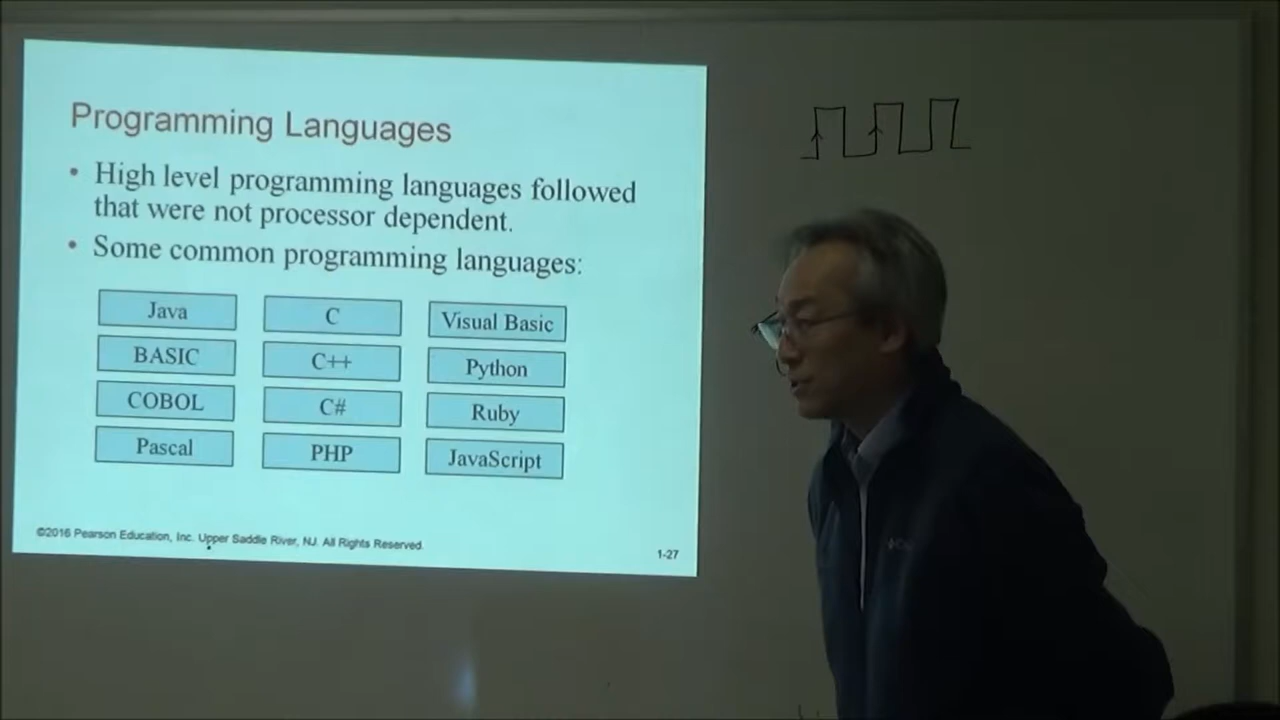 Programming Languages
• High level programming languages followed
that were not processor dependent.
• Some common programming languages:
Java C Visual Basic
BASIC C++ Python
COBOL C# Ruby
Pascal PHP JavaScript
©2016 Pearson Education, Inc. Upper Saddle River, NJ. All Rights Reserved.
1-27